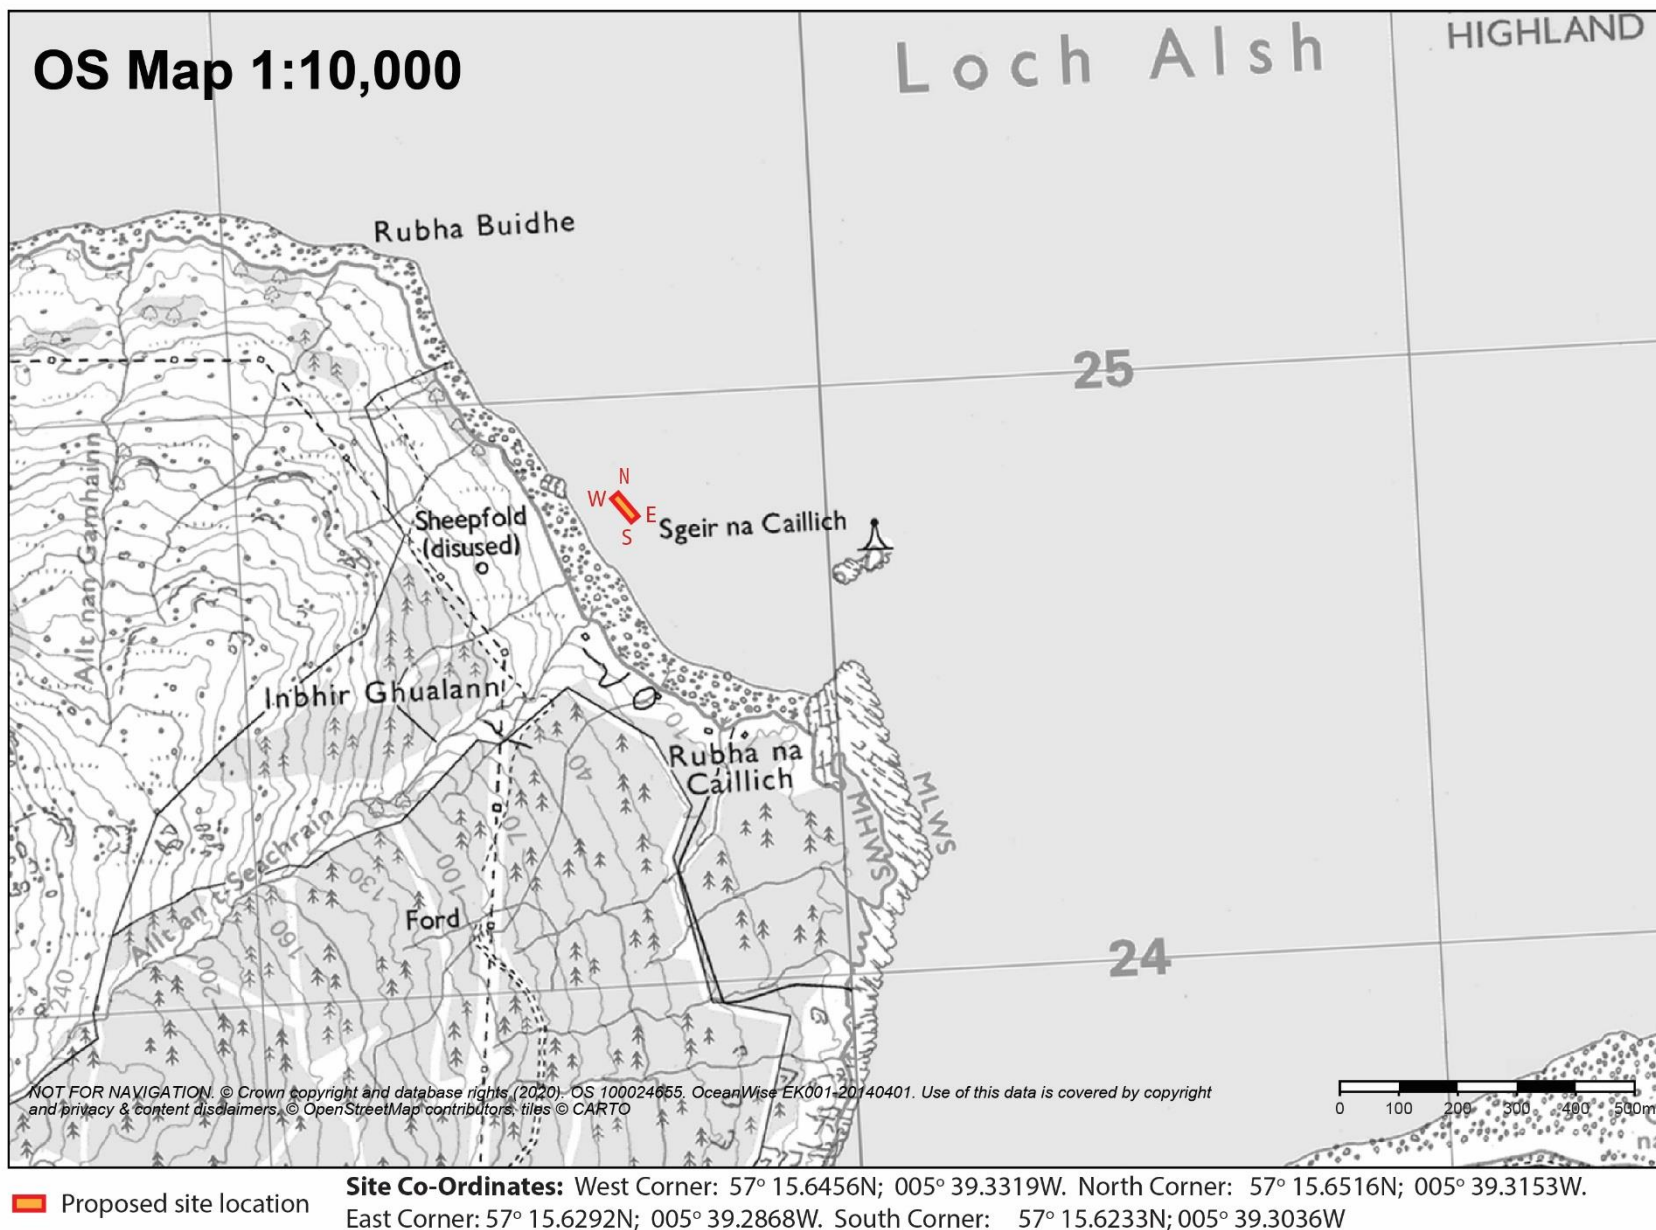 OS Map 1:10,000
Loch Alsh
HIGHLAND
Rubha Buidhe
25
N
W
E
S
Sgeir na Caillich
Sheepfold
(disused)
Allt nan Gamhainn
Inbhir Ghualann
10
Rubha na
Caillich
40
MLWS
MHWS
70
100
130
Allt an t-Seachrain
Ford
160
200
240
24
NOT FOR NAVIGATION. © Crown copyright and database rights (2020). OS 100024655. OceanWise EK001-20140401. Use of this data is covered by copyright
and privacy & content disclaimers. © OpenStreetMap contributors, tiles © CARTO
0 100 200 300 400 500m
Proposed site location
Site Co-Ordinates: West Corner: 57° 15.6456N; 005° 39.3319W. North Corner: 57° 15.6516N; 005° 39.3153W.
East Corner: 57° 15.6292N; 005° 39.2868W. South Corner: 57° 15.6233N; 005° 39.3036W